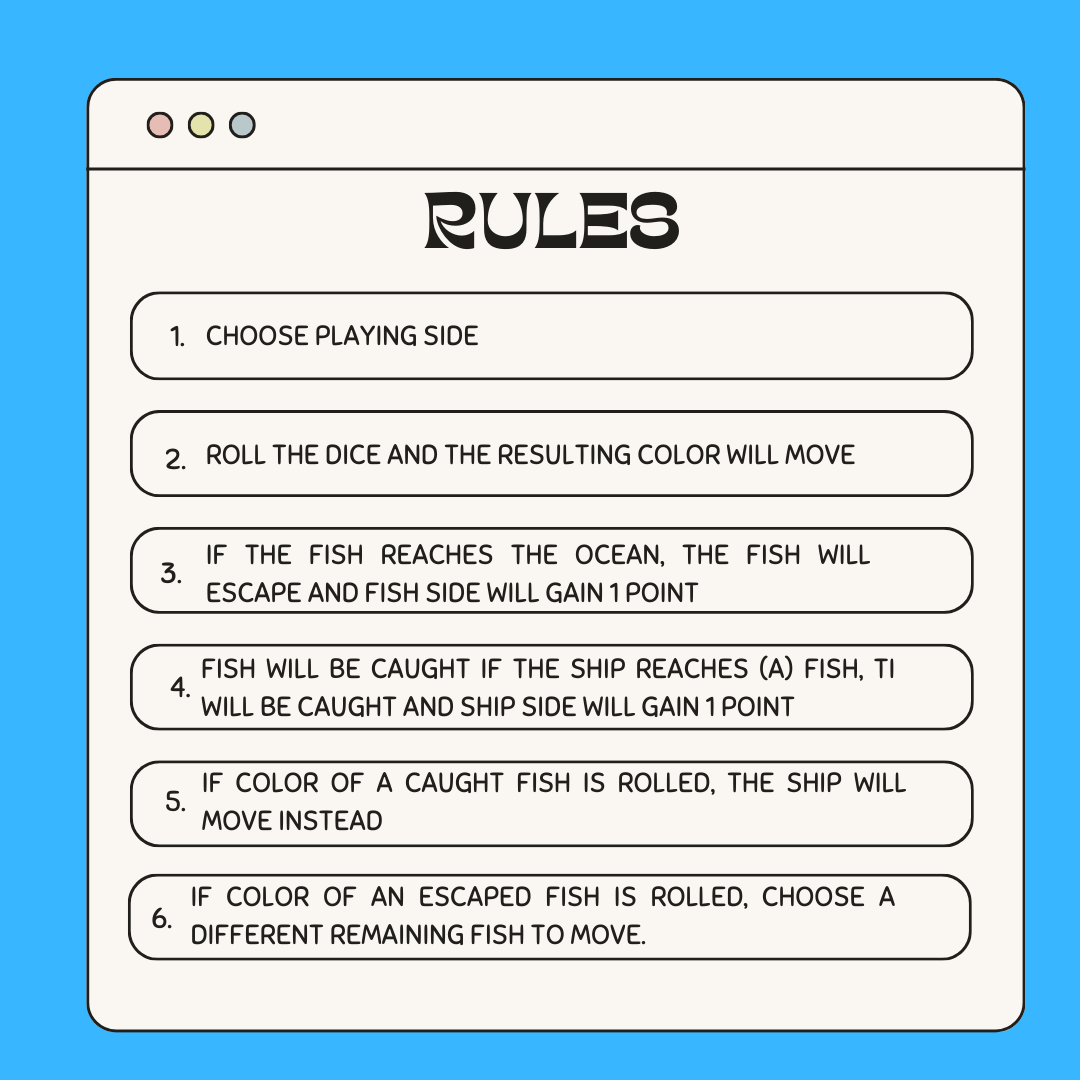 RULES
1. CHOOSE PLAYING SIDE
2. ROLL THE DICE AND THE RESULTING COLOR WILL MOVE
3. IF THE FISH REACHES THE OCEAN, THE FISH WILL
ESCAPE AND FISH SIDE WILL GAIN 1 POINT
4. FISH WILL BE CAUGHT IF THE SHIP REACHES (A) FISH, TI
WILL BE CAUGHT AND SHIP SIDE WILL GAIN 1 POINT
5. IF COLOR OF A CAUGHT FISH IS ROLLED, THE SHIP WILL
MOVE INSTEAD
6. IF COLOR OF AN ESCAPED FISH IS ROLLED, CHOOSE A
DIFFERENT REMAINING FISH TO MOVE.